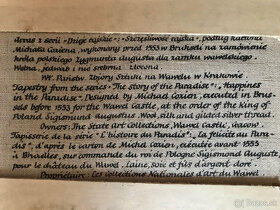 arras z serii „Dzieje rajskie": „Szczęśliwość rajska", podług kartonu
Michała Coxiena, wykonany przed 1553 w Brukseli na zamówienie
króla polskiego Zygmunta Augusta dla zamku wawelskiego.
Wełna, jedwab i nić srebrna złocona.
Wł. Państw. Zbiory Sztuki na Wawelu w Krakowie
Tapestry from the series "The story of the Paradise": "Happiness
in the Paradise". Designed by Michael Coxien, executed in Brus-
sels before 1553 for the Wawel Castle, at the order of the King of
Poland Sigismund Augustus. Wool, silk and gilded silver thread.
Owners: The State Art Collections, Wawel Castle, Cracow.
Tapisserie de la série "L'histoire du Paradis": "La félicité au Para-
dis", d'après le carton de Michel Coxien, exécutée avant 1553
à Bruxelles, sur commande du roi de Pologne Sigismond Auguste
pour le château du Wawel. Laine, soie et fils d'argent dorés.
Propriétaire: Les Collections Nationales d'art du Wawel